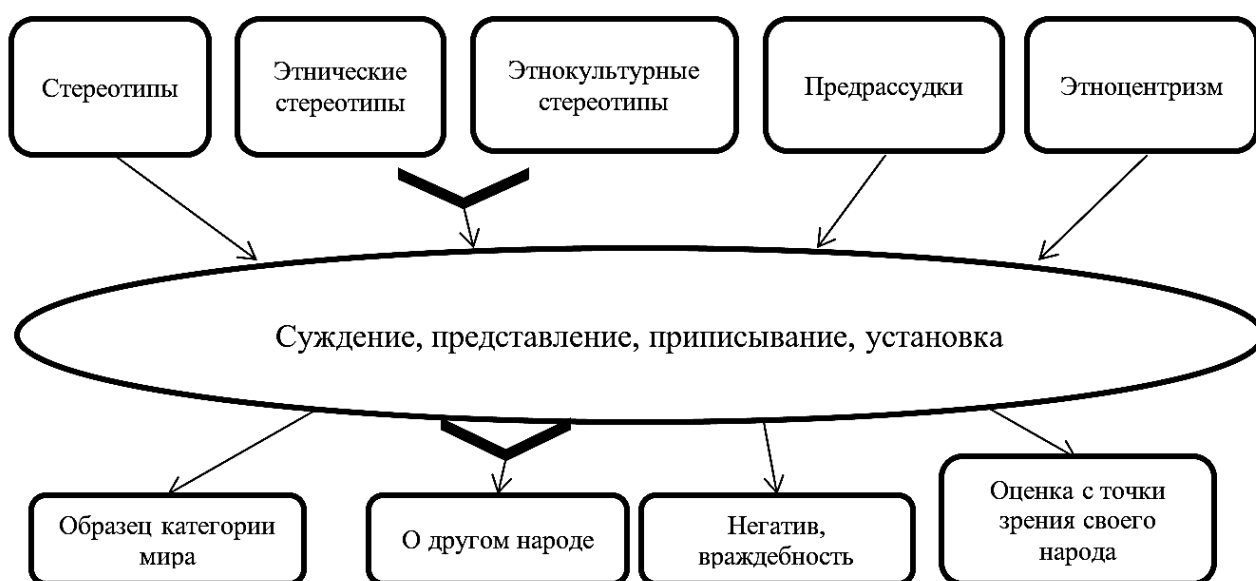 Стереотипы
Этнические
стереотипы
Этнокультурные
стереотипы
Предрассудки
Этноцентризм
Суждение, представление, приписывание, установка
Образец категории
мира
О другом народе
Негатив,
враждебность
Оценка с точки
зрения своего
народа